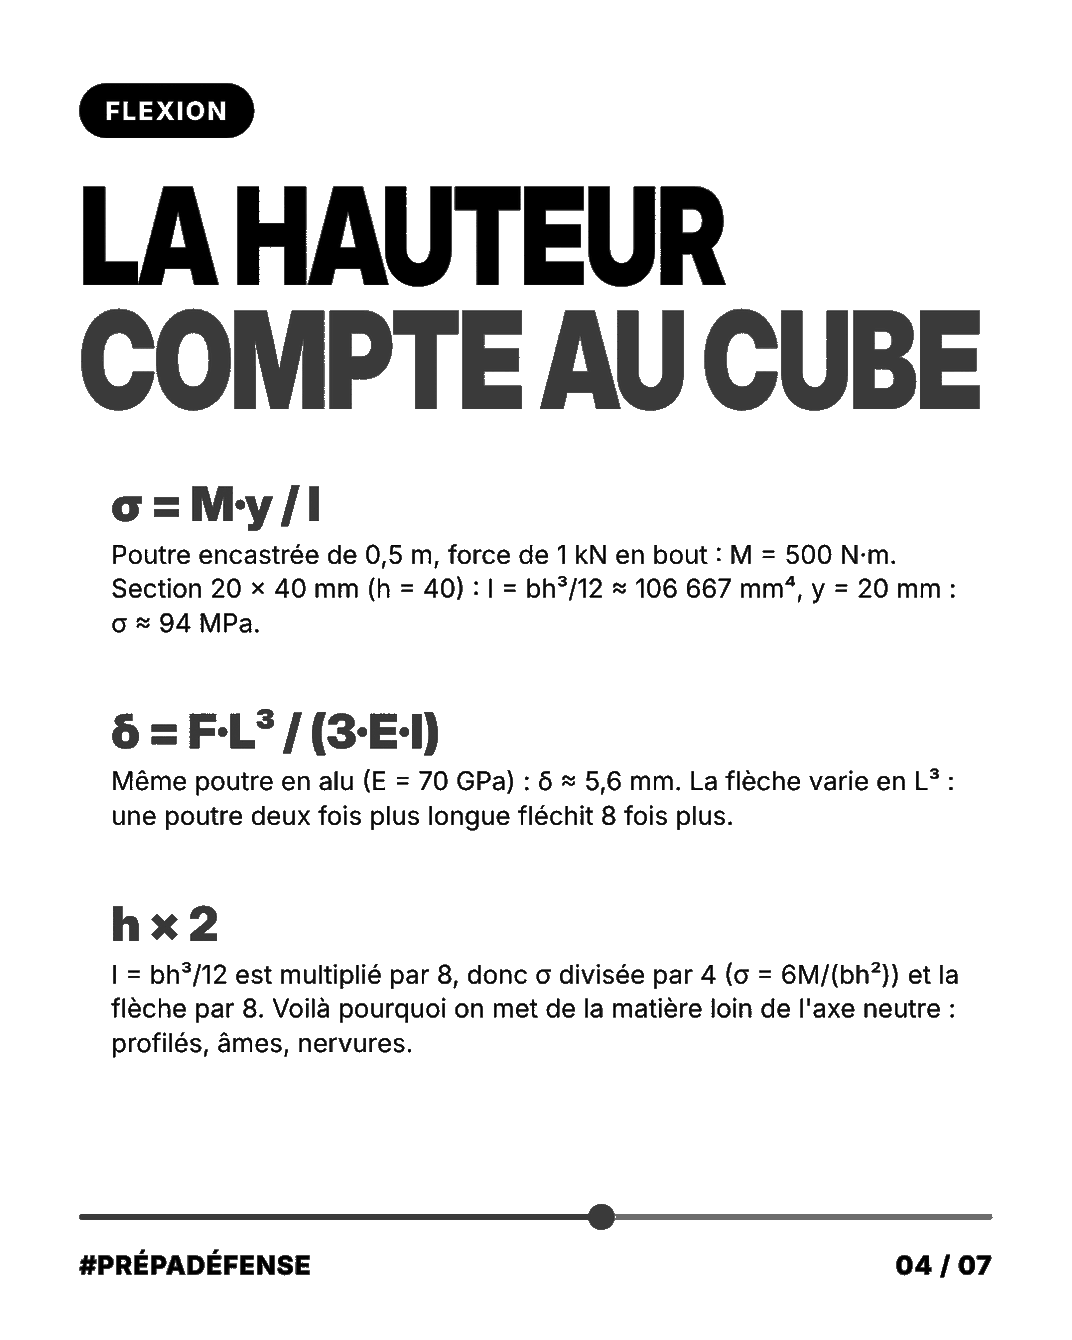 FLEXION
LA HAUTEUR
COMPTE AU CUBE
σ = M·y / I
Poutre encastrée de 0,5 m, force de 1 kN en bout : M = 500 N·m.
Section 20 × 40 mm (h = 40) : I = bh³/12 ≈ 106 667 mm⁴, y = 20 mm :
σ ≈ 94 MPa.
δ = F·L³ / (3·E·I)
Même poutre en alu (E = 70 GPa) : δ ≈ 5,6 mm. La flèche varie en L³ :
une poutre deux fois plus longue fléchit 8 fois plus.
h × 2
I = bh³/12 est multiplié par 8, donc σ divisée par 4 (σ = 6M/(bh²)) et la
flèche par 8. Voilà pourquoi on met de la matière loin de l'axe neutre :
profilés, âmes, nervures.
#PRÉPADÉFENSE
04 / 07